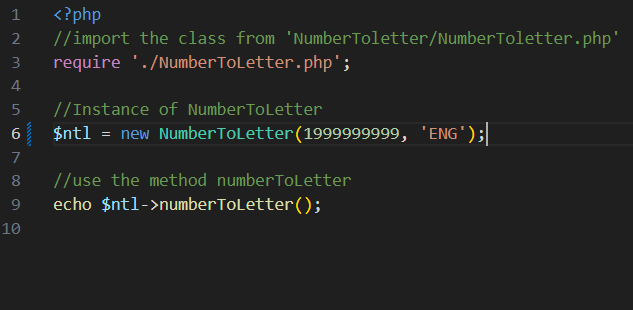 1 <?php
2 //import the class from 'NumberToletter/NumberToletter.php'
3 require './NumberToLetter.php';
4
5 //Instance of NumberToLetter
6 $ntl = new NumberToLetter(1999999999, 'ENG');
7
8 //use the method numberToLetter
9 echo $ntl->numberToLetter();
10